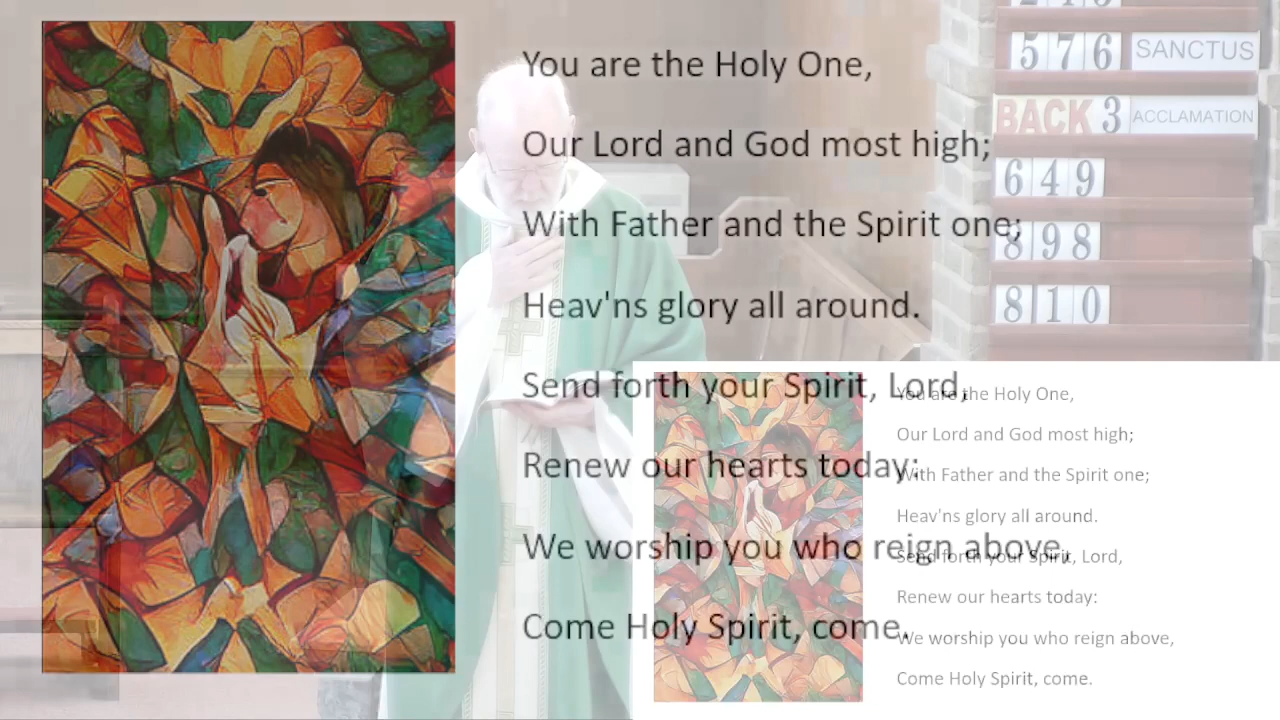 You are the Holy One,
Our Lord and God most high;
With Father and the Spirit one;
Heav'ns glory all around.
Send forth your Spirit, Lord,
Renew our hearts today:
We worship you who reign above,
Come Holy Spirit, come.
576 SANCTUS
BACK 3 ACCLAMATION
649
898
810
You are the Holy One,
Our Lord and God most high;
With Father and the Spirit one;
Heav'ns glory all around.
Send forth your Spirit, Lord,
Renew our hearts today:
We worship you who reign above,
Come Holy Spirit, come.